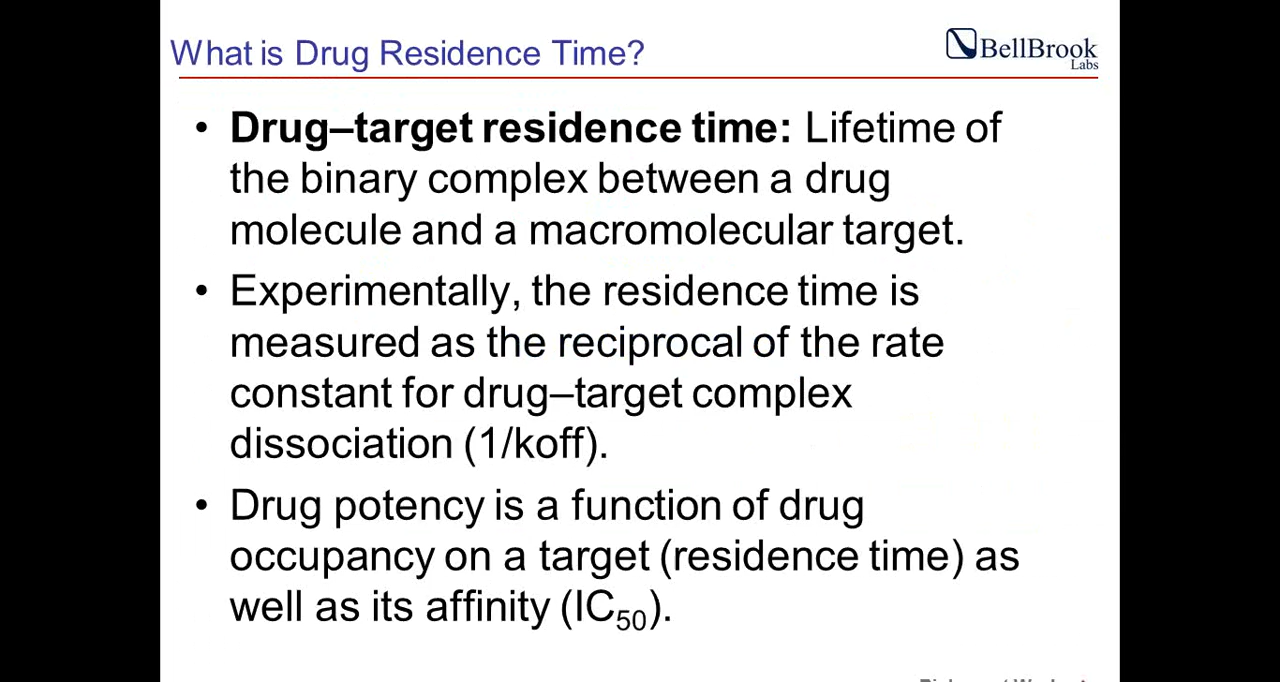 What is Drug Residence Time?
BellBrook
Labs
• Drug–target residence time: Lifetime of
the binary complex between a drug
molecule and a macromolecular target.
• Experimentally, the residence time is
measured as the reciprocal of the rate
constant for drug–target complex
dissociation (1/koff).
• Drug potency is a function of drug
occupancy on a target (residence time) as
well as its affinity (IC₅₀).